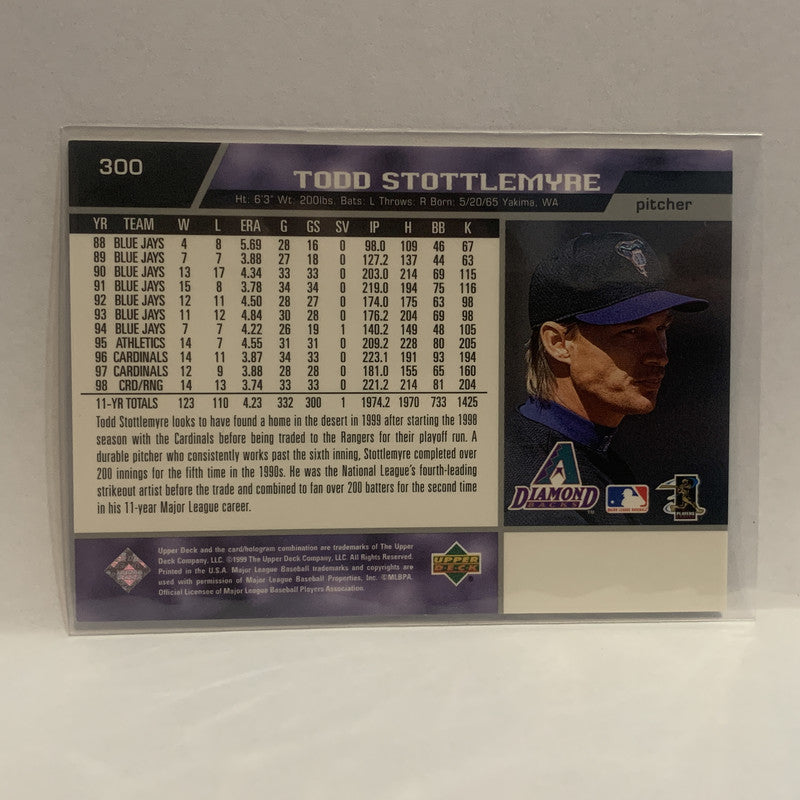 300
TODD STOTTLEMYRE
Ht: 6'3" Wt: 200lbs. Bats: L Throws: R Born: 5/20/65 Yakima, WA
pitcher
YR TEAM W L ERA G GS SV IP H BB K
88 BLUE JAYS 4 8 5.69 28 16 0 98.0 109 46 67
89 BLUE JAYS 7 7 3.88 27 18 0 127.2 137 44 63
90 BLUE JAYS 13 17 4.34 33 33 0 203.0 214 69 115
91 BLUE JAYS 15 8 3.78 34 34 0 219.0 194 75 116
92 BLUE JAYS 12 11 4.50 28 27 0 174.0 175 63 98
93 BLUE JAYS 11 12 4.84 30 28 0 176.2 204 69 98
94 BLUE JAYS 7 7 4.22 26 19 1 140.2 149 48 105
95 ATHLETICS 14 7 4.55 31 31 0 209.2 228 80 205
96 CARDINALS 14 11 3.87 34 33 0 223.1 191 93 194
97 CARDINALS 12 9 3.88 28 28 0 181.0 155 65 160
98 CRD/RNG 14 13 3.74 33 33 0 221.2 214 81 204
11-YR TOTALS 123 110 4.23 332 300 1 1974.2 1970 733 1425
Todd Stottlemyre looks to have found a home in the desert in 1999 after starting the 1998
season with the Cardinals before being traded to the Rangers for their playoff run. A
durable pitcher who consistently works past the sixth inning, Stottlemyre completed over
200 innings for the fifth time in the 1990s. He was the National League's fourth-leading
strikeout artist before the trade and combined to fan over 200 batters for the second time
in his 11-year Major League career.
A
DIAMOND
BACKS
TM
MAJOR LEAGUE BASEBALL
PLAYERS
Upper Deck and the card/hologram combination are trademarks of The Upper
Deck Company, LLC. ©1999 The Upper Deck Company, LLC. All Rights Reserved.
Printed in the U.S.A. Major League Baseball trademarks and copyrights are
used with permission of Major League Baseball Properties, Inc. ©MLBPA.
Official Licensee of Major League Baseball Players Association.
UPPER
DECK
®